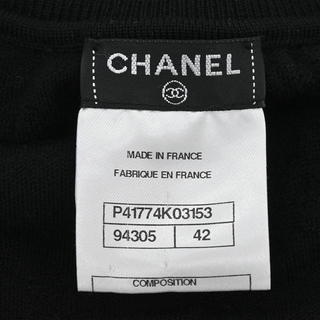 CHANEL
MADE IN FRANCE
FABRIQUE EN FRANCE
P41774K03153
94305 42
COMPOSITION